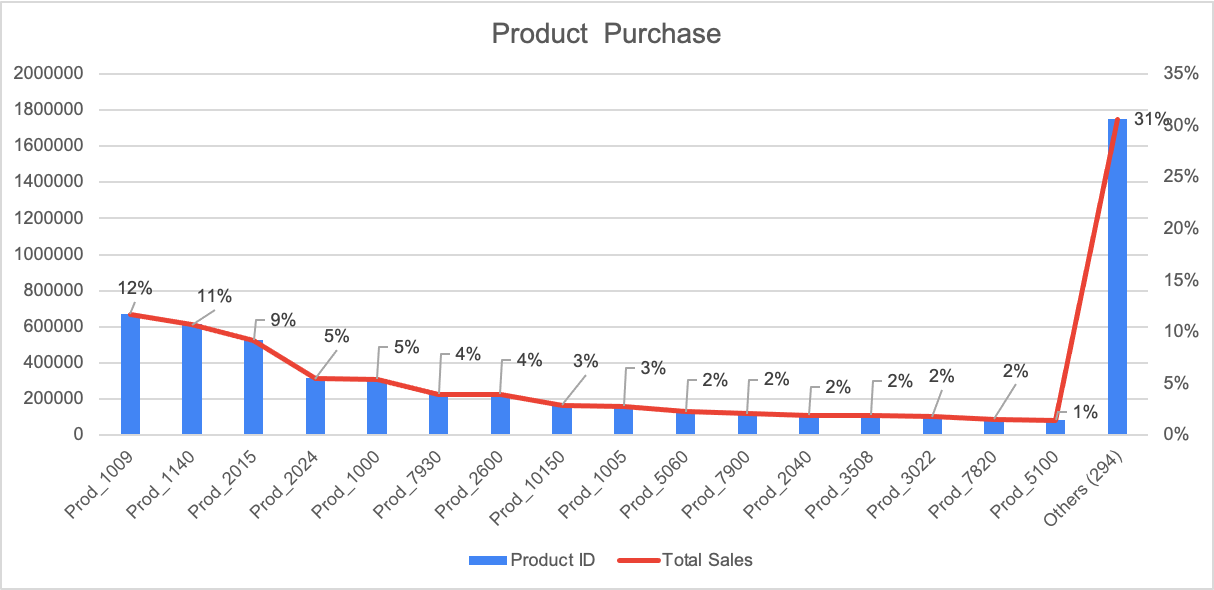 Product Purchase
2000000
1800000
1600000
1400000
1200000
1000000
800000
600000
400000
200000
0
35%
30%
25%
20%
15%
10%
5%
0%
12%
11%
9%
5%
5%
4%
4%
3%
3%
2%
2%
2%
2%
2%
2%
1%
31%
Prod_1009
Prod_1140
Prod_2015
Prod_2024
Prod_1000
Prod_7930
Prod_2600
Prod_10150
Prod_1005
Prod_5060
Prod_7900
Prod_2040
Prod_3508
Prod_3022
Prod_7820
Prod_5100
Others (294)
Product ID
Total Sales